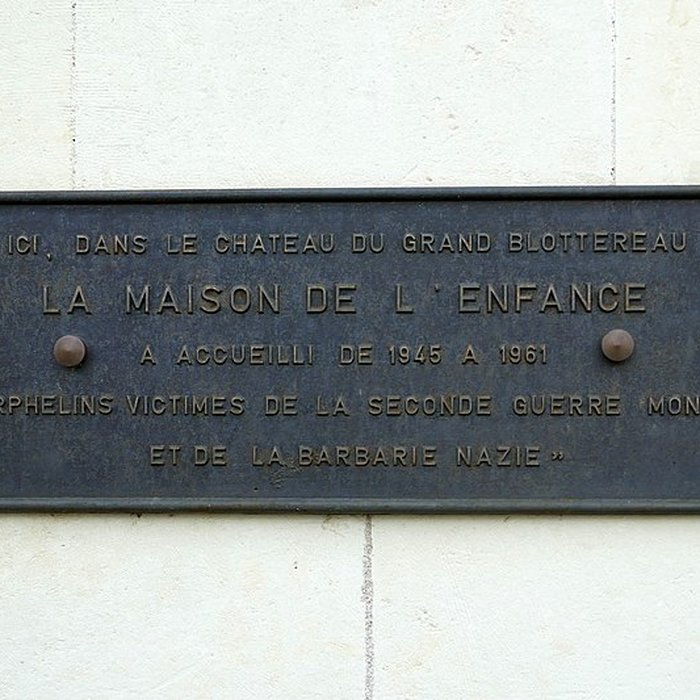 ICI, DANS LE CHATEAU DU GRAND BLOTTEREAU
LA MAISON DE L'ENFANCE
A ACCUEILLI DE 1945 A 1961
RPHELINS VICTIMES DE LA SECONDE GUERRE MON
ET DE LA BARBARIE NAZIE"